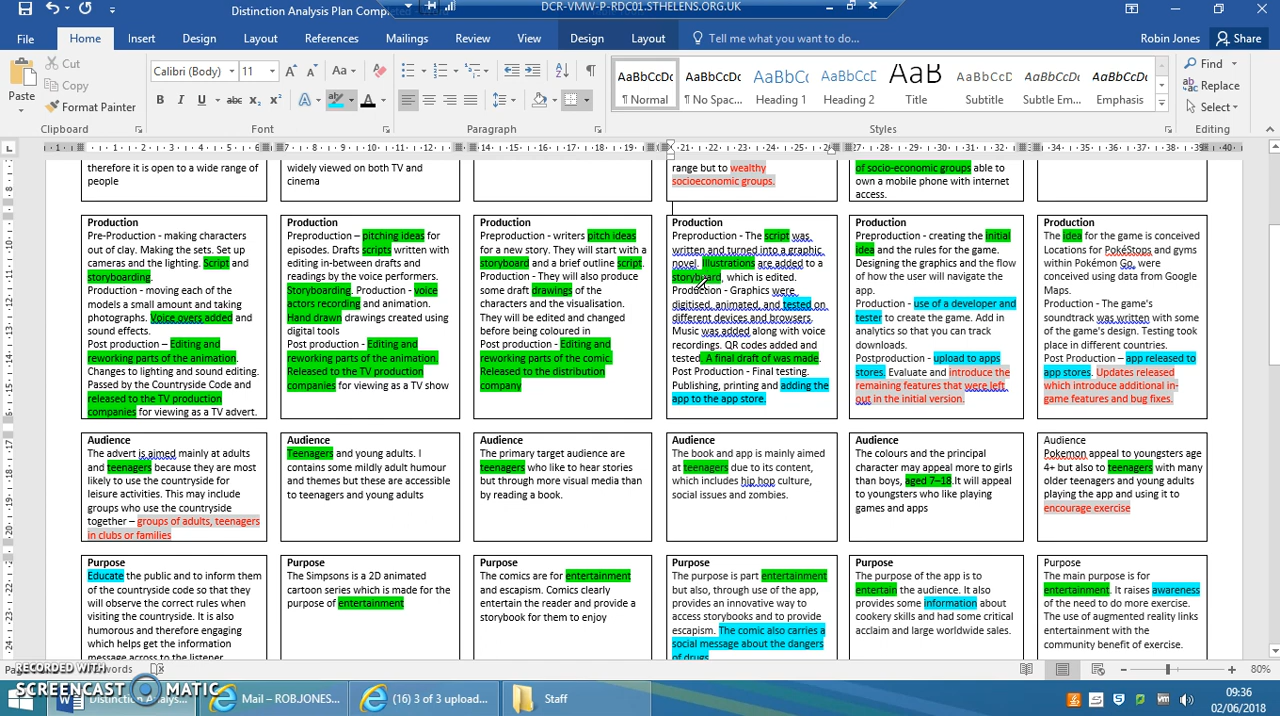 Distinction Analysis Plan Comple
DCR-VMW-P-RDC01.STHELENS.ORG.UK
File Home Insert Design Layout References Mailings Review View Design Layout Tell me what you want to do... Robin Jones Share
Paste
Cut
Copy
Format Painter
Calibri (Body) 11
Aa
B I U abc x₂ x²
AaBbCcDc AaBbCcDc AaBbCc AaBbCcD AaB AaBbCcD AaBbCcDc AaBbCcDc
¶ Normal ¶ No Spac... Heading 1 Heading 2 Title Subtitle Subtle Em... Emphasis
Find
Replace
Select
Clipboard Font Paragraph Styles Editing
therefore it is open to a wide range of
people
widely viewed on both TV and
cinema
range but to wealthy
socioeconomic groups.
of socio-economic groups able to
own a mobile phone with internet
access.
Production
Pre-Production - making characters
out of clay. Making the sets. Set up
cameras and the lighting. Script and
storyboarding.
Production - moving each of the
models a small amount and taking
photographs. Voice overs added and
sound effects.
Post production – Editing and
reworking parts of the animation.
Changes to lighting and sound editing.
Passed by the Countryside Code and
released to the TV production
companies for viewing as a TV advert.
Production
Preproduction – pitching ideas for
episodes. Drafts scripts written with
editing in-between drafts and
readings by the voice performers.
Storyboarding. Production - voice
actors recording and animation.
Hand drawn drawings created using
digital tools
Post production - Editing and
reworking parts of the animation.
Released to the TV production
companies for viewing as a TV show
Production
Preproduction - writers pitch ideas
for a new story. They will start with a
storyboard and a brief outline script.
Production - They will also produce
some draft drawings of the
characters and the visualisation.
They will be edited and changed
before being coloured in
Post production - Editing and
reworking parts of the comic.
Released to the distribution
company
Production
Preproduction - The script was
written and turned into a graphic
novel. Illustrations are added to a
storyboard, which is edited.
Production - Graphics were
digitised, animated, and tested on
different devices and browsers.
Music was added along with voice
recordings. QR codes added and
tested. A final draft of was made.
Post Production - Final testing.
Publishing, printing and adding the
app to the app store.
Production
Preproduction - creating the initial
idea and the rules for the game.
Designing the graphics and the flow
of how the user will navigate the
app.
Production - use of a developer and
tester to create the game. Add in
analytics so that you can track
downloads.
Postproduction - upload to apps
stores. Evaluate and introduce the
remaining features that were left
out in the initial version.
Production
The idea for the game is conceived
Locations for PokéStops and gyms
within Pokémon Go, were
conceived using data from Google
Maps.
Production - The game's
soundtrack was written with some
of the game's design. Testing took
place in different countries.
Post Production – app released to
app stores. Updates released
which introduce additional in-
game features and bug fixes.
Audience
The advert is aimed mainly at adults
and teenagers because they are most
likely to use the countryside for
leisure activities. This may include
groups who use the countryside
together – groups of adults, teenagers
in clubs or families
Audience
Teenagers and young adults. I
contains some mildly adult humour
and themes but these are accessible
to teenagers and young adults
Audience
The primary target audience are
teenagers who like to hear stories
but through more visual media than
by reading a book.
Audience
The book and app is mainly aimed
at teenagers due to its content,
which includes hip hop culture,
social issues and zombies.
Audience
The colours and the principal
character may appeal more to girls
than boys, aged 7–18.It will appeal
to youngsters who like playing
games and apps
Audience
Pokemon appeal to youngsters age
4+ but also to teenagers with many
older teenagers and young adults
playing the app and using it to
encourage exercise
Purpose
Educate the public and to inform them
of the countryside code so that they
will observe the correct rules when
visiting the countryside. It is also
humorous and therefore engaging
which helps get the information
message across to the listener
Purpose
The Simpsons is a 2D animated
cartoon series which is made for the
purpose of entertainment
Purpose
The comics are for entertainment
and escapism. Comics clearly
entertain the reader and provide a
storybook for them to enjoy
Purpose
The purpose is part entertainment
but also, through use of the app,
provides an innovative way to
access storybooks and to provide
escapism. The comic also carries a
social message about the dangers
of drugs
Purpose
The purpose of the app is to
entertain the audience. It also
provides some information about
cookery skills and had some critical
acclaim and large worldwide sales.
Purpose
The main purpose is for
entertainment. It raises awareness
of the need to do more exercise.
The use of augmented reality links
entertainment with the
community benefit of exercise.
words
80%
RECORDED WITH
SCREENCAST MATIC
Distinction Analys...
Mail – ROBJONES...
(16) 3 of 3 upload...
Staff
09:36
02/06/2018